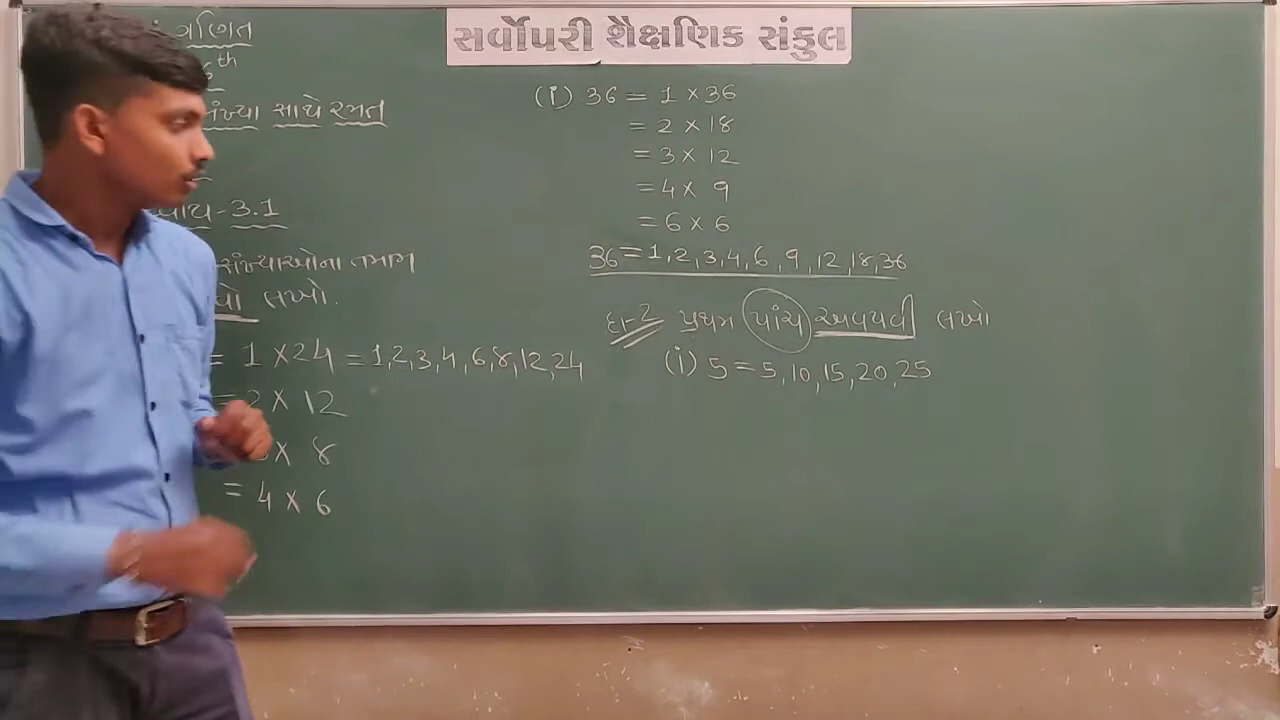 સર્વોપરી શૈક્ષણિક સંકુલ
ગણિત
th
સાથે રમત
3.1
સંખ્યાઓના તમામ
લખો.
= 1 × 24 = 1, 2, 3, 4, 6, 8, 12, 24
= 2 × 12
× 8
= 4 × 6
(i) 36 = 1 × 36
= 2 × 18
= 3 × 12
= 4 × 9
= 6 × 6
36 = 1, 2, 3, 4, 6, 9, 12, 18, 36
દા-2 પ્રથમ પાંચ અવયવી લખો
(i) 5 = 5, 10, 15, 20, 25